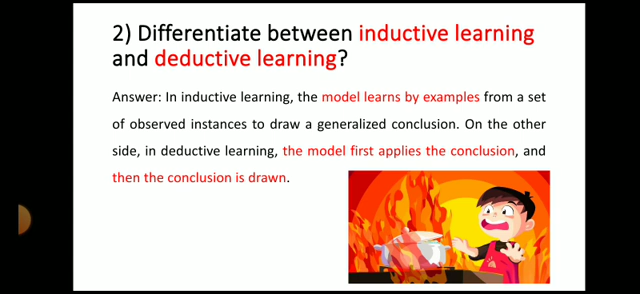 2) Differentiate between inductive learning
and deductive learning?
Answer: In inductive learning, the model learns by examples from a set
of observed instances to draw a generalized conclusion. On the other
side, in deductive learning, the model first applies the conclusion, and
then the conclusion is drawn.